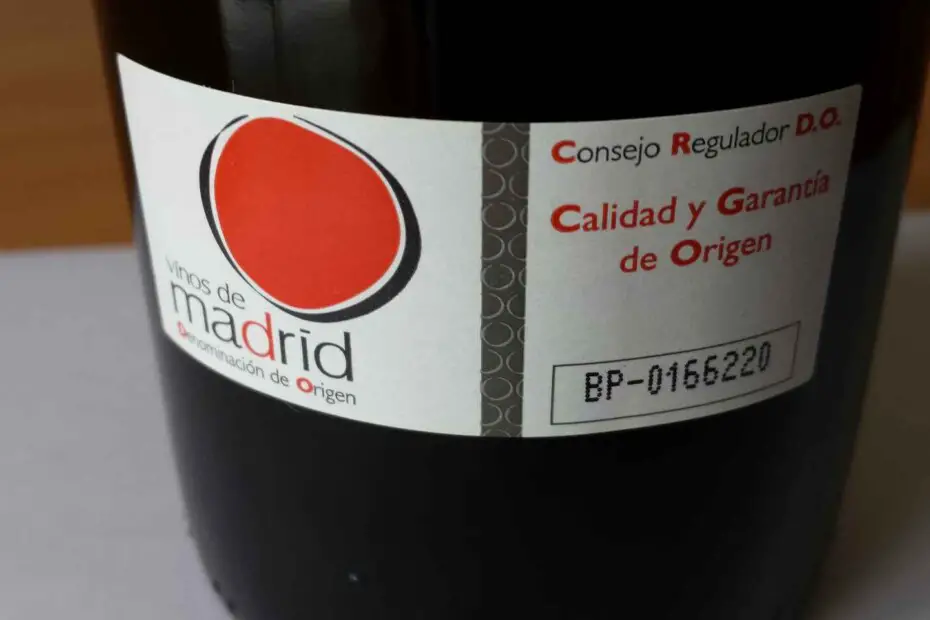 vinos de
madrid
Denominación de Origen
Consejo Regulador D.O.
Calidad y Garantía
de Origen
BP-0166220